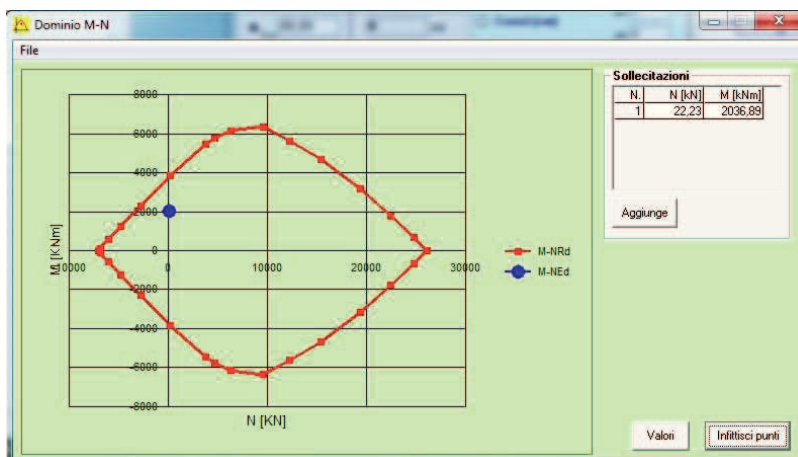 Dominio M-N
File
8000
6000
4000
2000
0
-2000
-4000
-6000
-8000
M [KNm]
10000 0 10000 20000 30000
N [KN]
M-NRd
M-NEd
Sollecitazioni
N. N [kN] M [kNm]
1 22,23 2036,89
Aggiunge
Valori
Infittisci punti